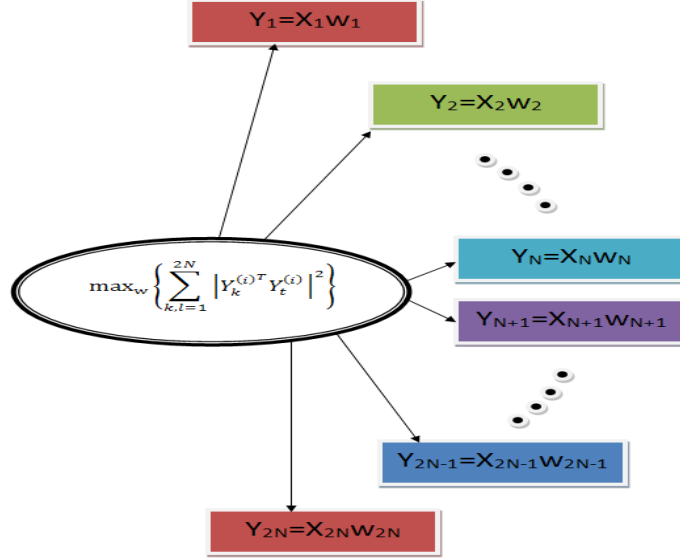 Y₁=X₁w₁
Y₂=X₂w₂
max_w{∑_{k,l=1}^{2N} |Y_k^{(i)^T} Y_t^{(i)}|²}
Y_N=X_Nw_N
Y_{N+1}=X_{N+1}w_{N+1}
Y_{2N-1}=X_{2N-1}w_{2N-1}
Y_{2N}=X_{2N}w_{2N}